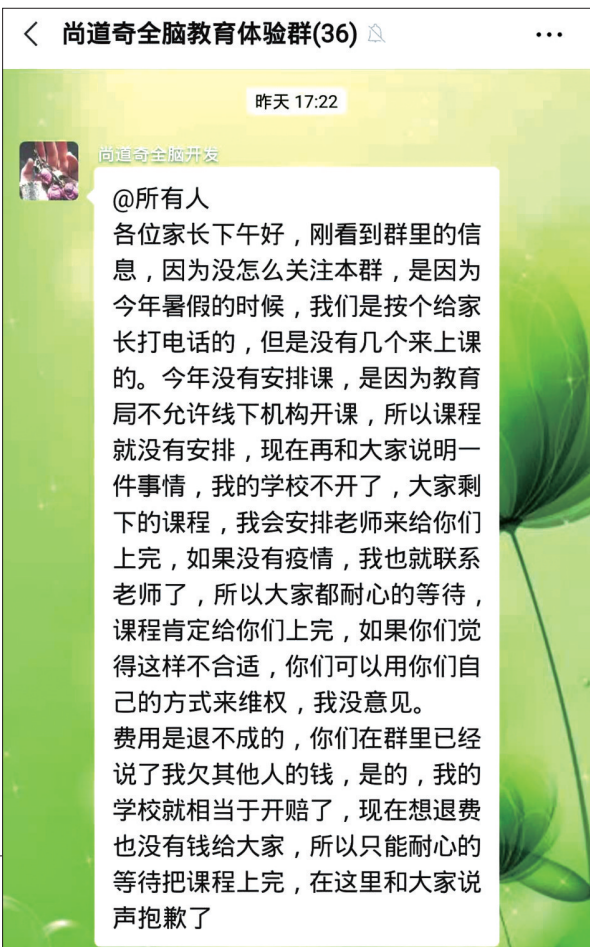 尚道奇全脑教育体验群(36)
昨天 17:22
尚道奇全脑开发
@所有人
各位家长下午好，刚看到群里的信
息，因为没怎么关注本群，是因为
今年暑假的时候，我们是按个给家
长打电话的，但是没有几个来上课
的。今年没有安排课，是因为教育
局不允许线下机构开课，所以课程
就没有安排，现在再和大家说明一
件事情，我的学校不开了，大家剩
下的课程，我会安排老师来给你们
上完，如果没有疫情，我也就联系
老师了，所以大家都耐心的等待，
课程肯定给你们上完，如果你们觉
得这样不合适，你们可以用你们自
己的方式来维权，我没意见。
费用是退不成的，你们在群里已经
说了我欠其他人的钱，是的，我的
学校就相当于开赔了，现在想退费
也没有钱给大家，所以只能耐心的
等待把课程上完，在这里和大家说
声抱歉了